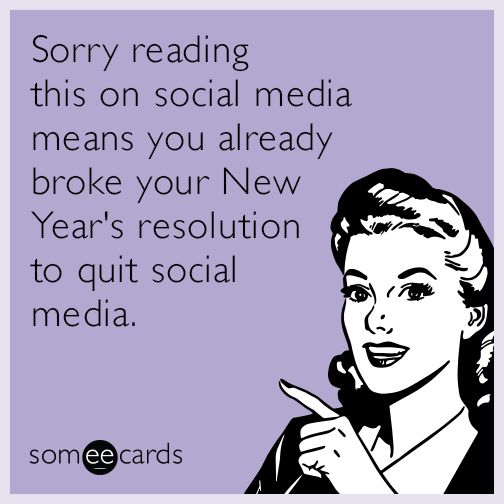 Sorry reading
this on social media
means you already
broke your New
Year's resolution
to quit social
media.
someecards